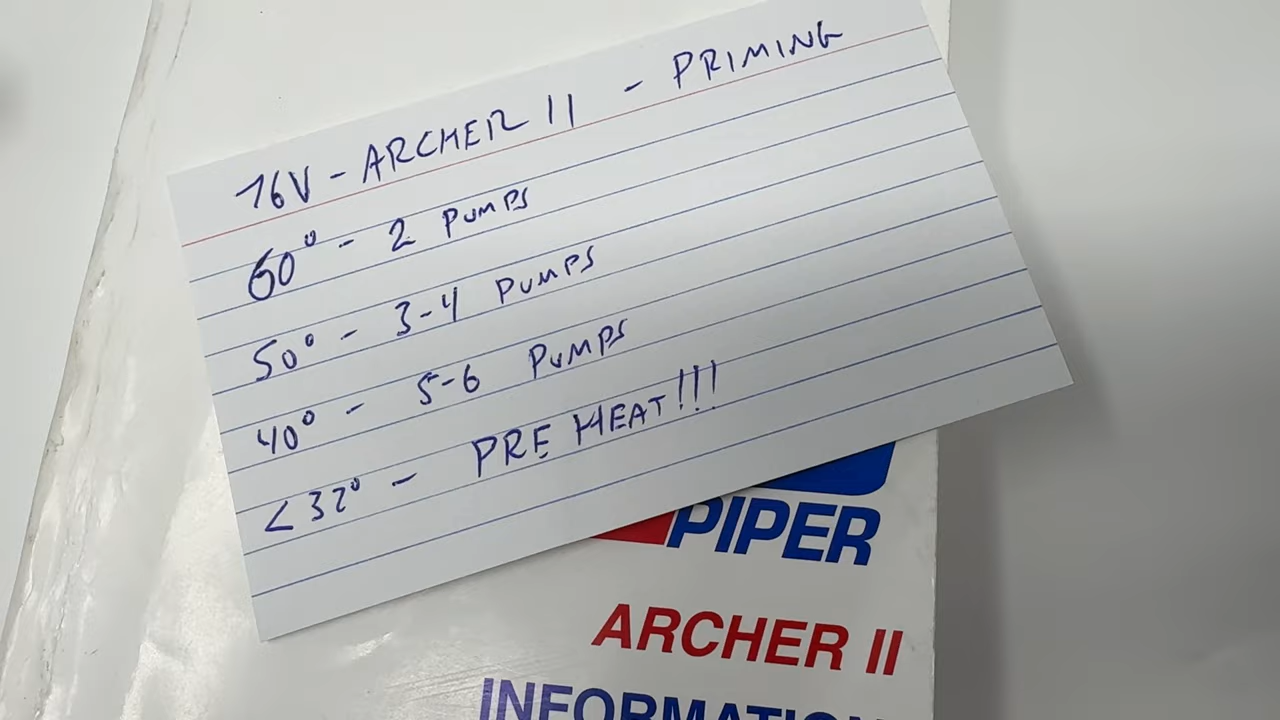 76V - ARCHER II - PRIMING
60° - 2 PUMPS
50° - 3-4 PUMPS
40° - 5-6 PUMPS
<32° - PRE HEAT!!!
PIPER
ARCHER II
INFORMATION